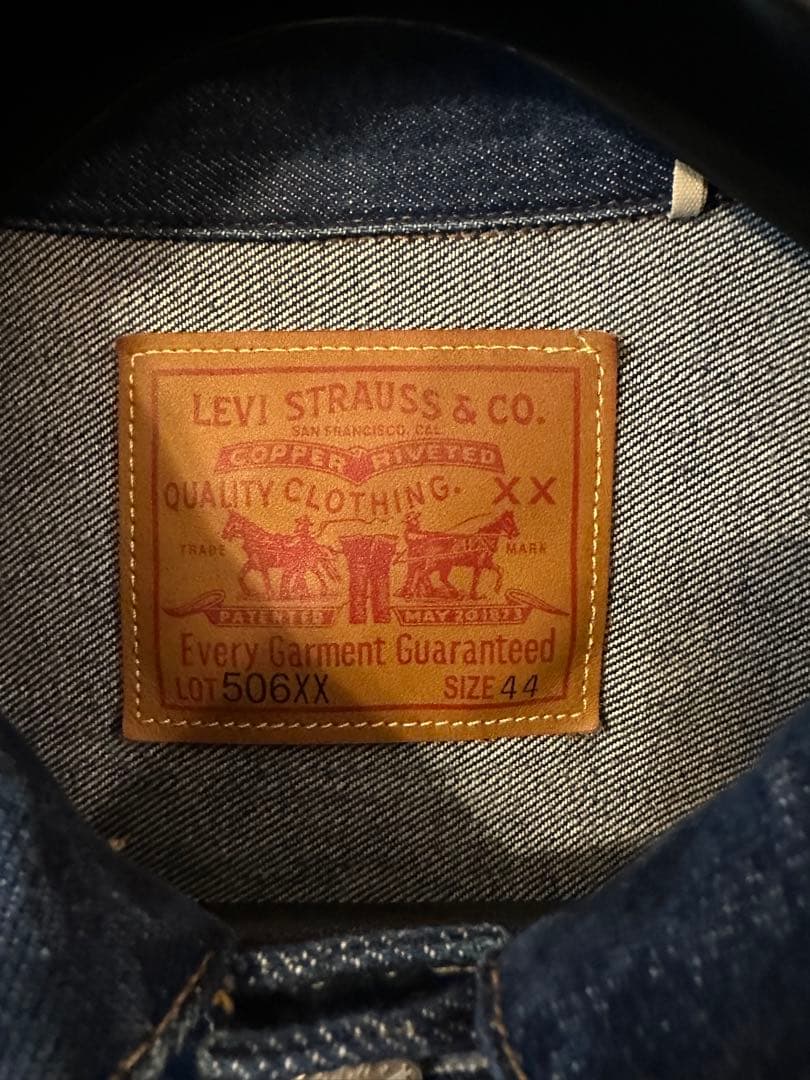 LEVI STRAUSS & CO.
SAN FRANCISCO, CAL.
COPPER RIVETED
QUALITY CLOTHING. XX
TRADE MARK
PATENTED MAY 20 1873
Every Garment Guaranteed
LOT 506XX SIZE 44